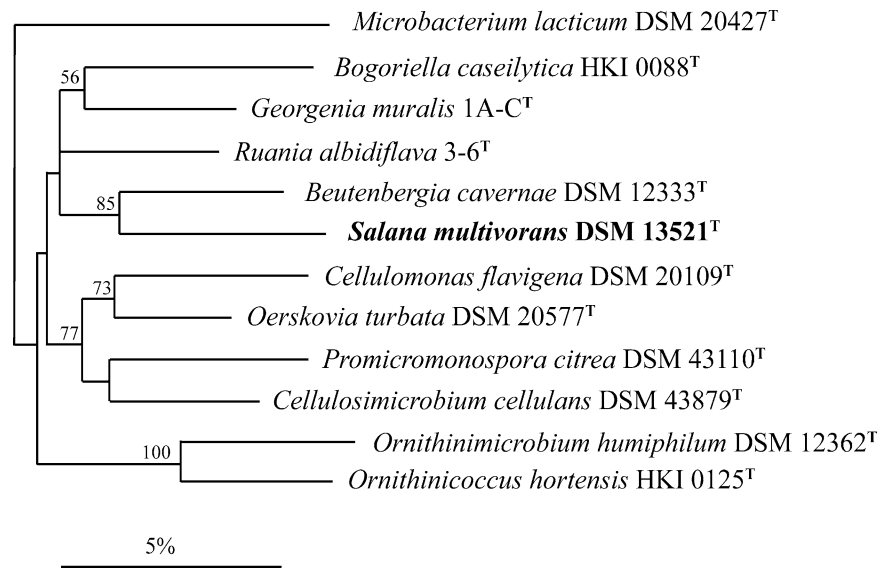 Microbacterium lacticum DSM 20427ᵀ
56
Bogoriella caseilytica HKI 0088ᵀ
Georgenia muralis 1A-Cᵀ
Ruania albidiflava 3-6ᵀ
85
Beutenbergia cavernae DSM 12333ᵀ
Salana multivorans DSM 13521ᵀ
73
Cellulomonas flavigena DSM 20109ᵀ
Oerskovia turbata DSM 20577ᵀ
77
Promicromonospora citrea DSM 43110ᵀ
Cellulosimicrobium cellulans DSM 43879ᵀ
100
Ornithinimicrobium humiphilum DSM 12362ᵀ
Ornithinicoccus hortensis HKI 0125ᵀ
5%